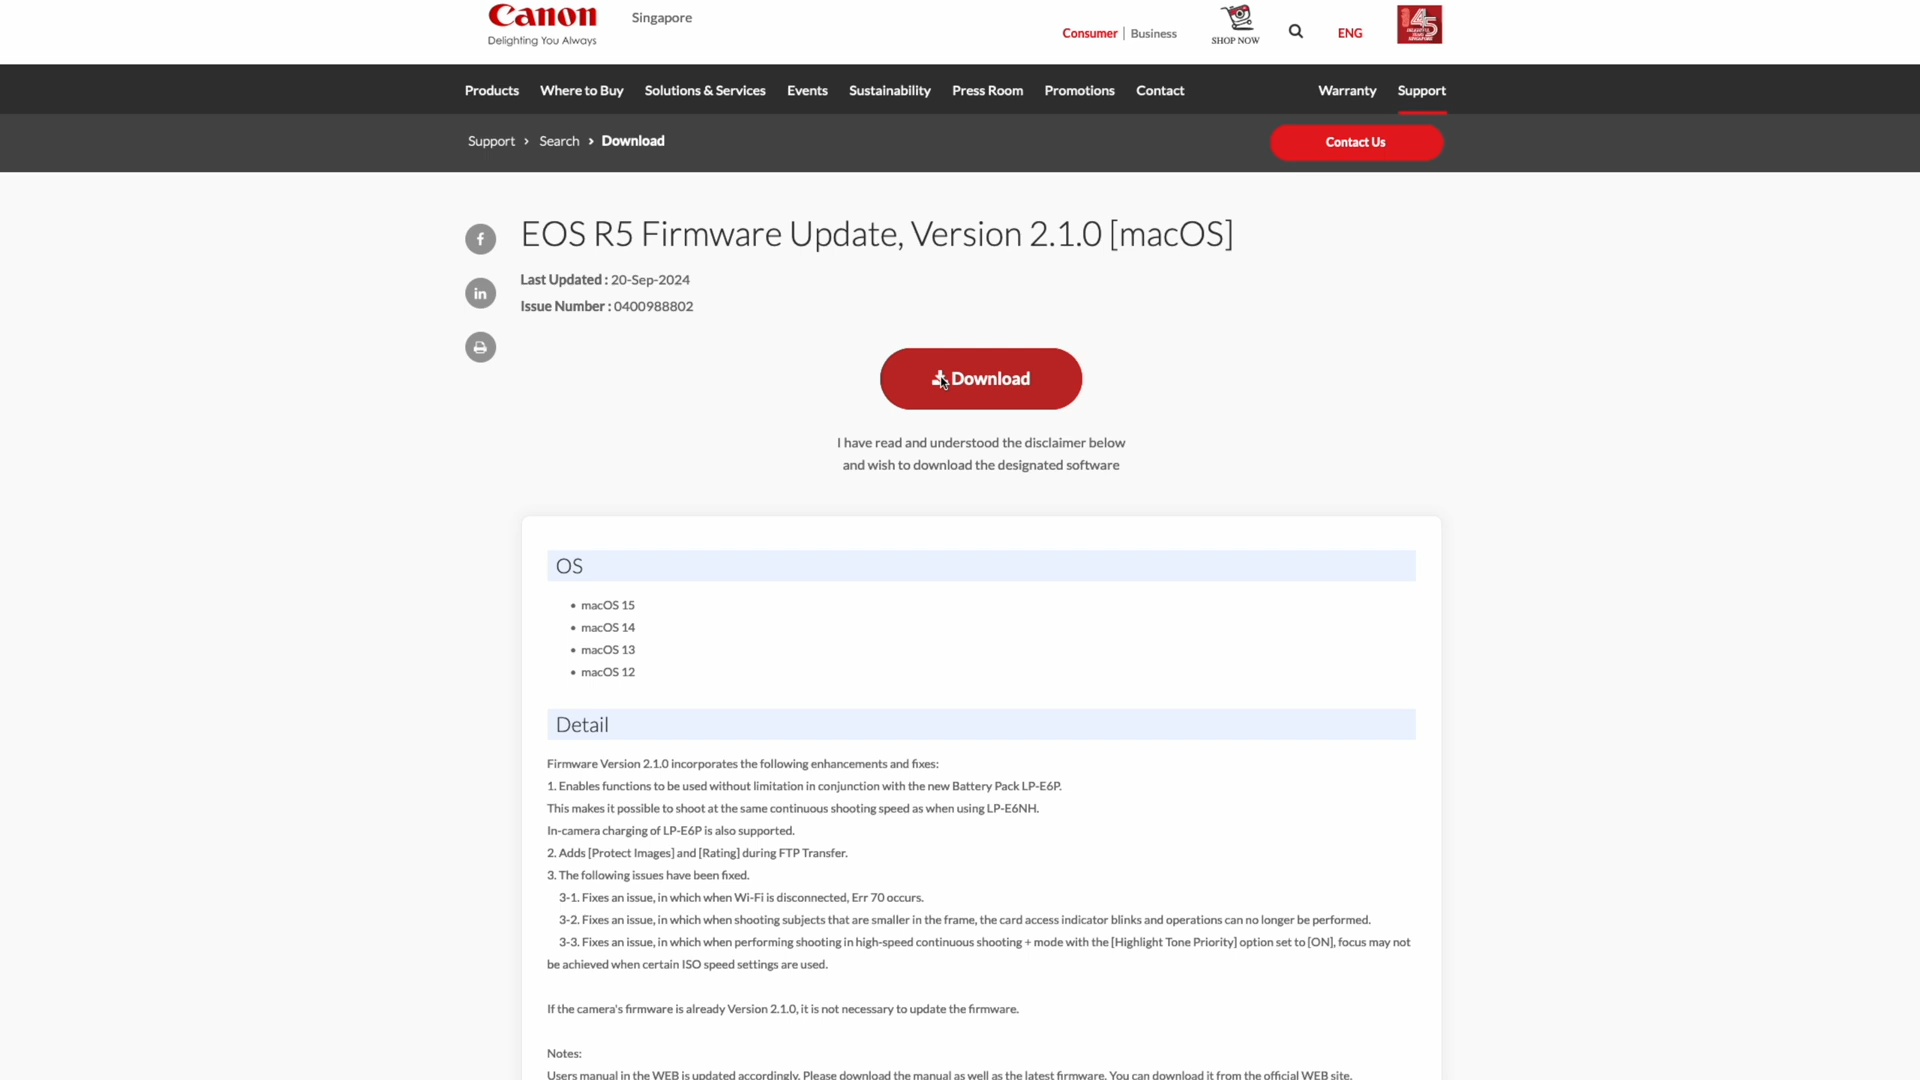 Canon
Delighting You Always
Singapore
Consumer | Business
SHOP NOW
ENG
Products Where to Buy Solutions & Services Events Sustainability Press Room Promotions Contact Warranty Support
Support › Search › Download
Contact Us
EOS R5 Firmware Update, Version 2.1.0 [macOS]
Last Updated : 20-Sep-2024
Issue Number : 0400988802
Download
I have read and understood the disclaimer below
and wish to download the designated software
OS
• macOS 15
• macOS 14
• macOS 13
• macOS 12
Detail
Firmware Version 2.1.0 incorporates the following enhancements and fixes:
1. Enables functions to be used without limitation in conjunction with the new Battery Pack LP-E6P.
This makes it possible to shoot at the same continuous shooting speed as when using LP-E6NH.
In-camera charging of LP-E6P is also supported.
2. Adds [Protect Images] and [Rating] during FTP Transfer.
3. The following issues have been fixed.
3-1. Fixes an issue, in which when Wi-Fi is disconnected, Err 70 occurs.
3-2. Fixes an issue, in which when shooting subjects that are smaller in the frame, the card access indicator blinks and operations can no longer be performed.
3-3. Fixes an issue, in which when performing shooting in high-speed continuous shooting + mode with the [Highlight Tone Priority] option set to [ON], focus may not
be achieved when certain ISO speed settings are used.
If the camera's firmware is already Version 2.1.0, it is not necessary to update the firmware.
Notes:
Users manual in the WEB is updated accordingly. Please download the manual as well as the latest firmware. You can download it from the official WEB site.